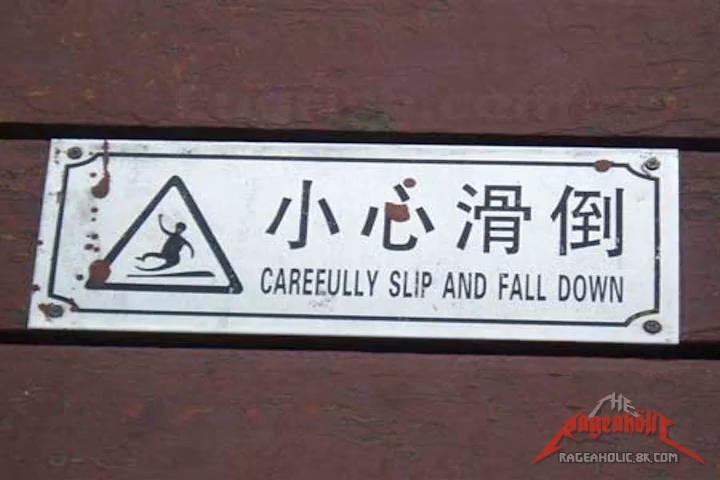 小心滑倒
CAREFULLY SLIP AND FALL DOWN
THE
RAGEAHOLIC
RAGEAHOLIC.8K.COM